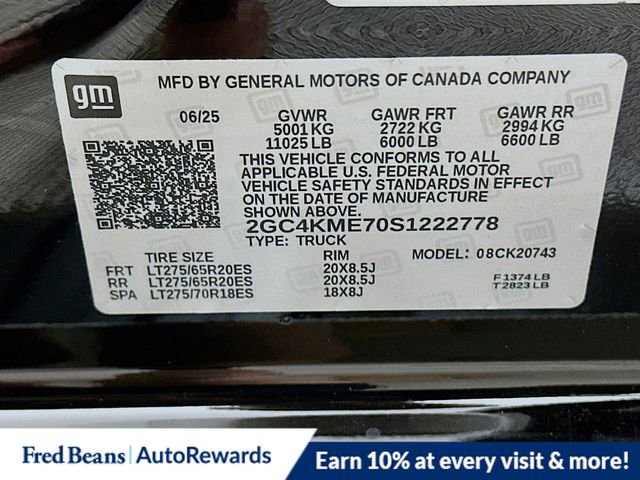 gm
MFD BY GENERAL MOTORS OF CANADA COMPANY
06/25 GVWR GAWR FRT GAWR RR
5001 KG 2722 KG 2994 KG
11025 LB 6000 LB 6600 LB
THIS VEHICLE CONFORMS TO ALL
APPLICABLE U.S. FEDERAL MOTOR
VEHICLE SAFETY STANDARDS IN EFFECT
ON THE DATE OF MANUFACTURE
SHOWN ABOVE.
2GC4KME70S1222778
TYPE: TRUCK MODEL: 08CK20743
TIRE SIZE RIM
FRT LT275/65R20ES 20X8.5J F1374LB
RR LT275/65R20ES 20X8.5J T2823LB
SPA LT275/70R18ES 18X8J
Fred Beans AutoRewards
Earn 10% at every visit & more!